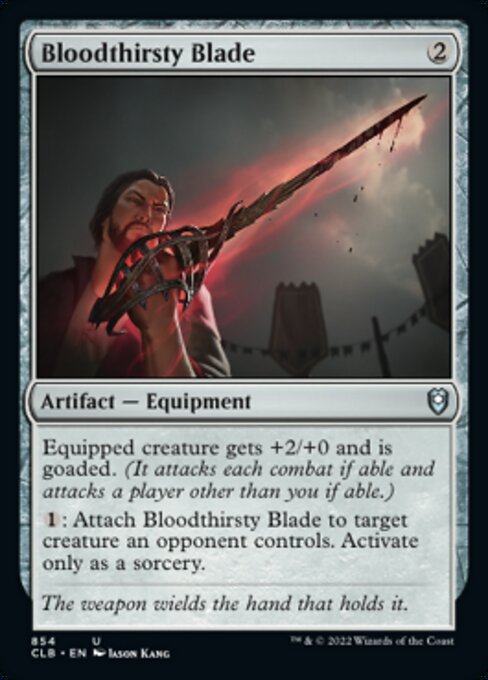 Bloodthirsty Blade 2
Artifact — Equipment
Equipped creature gets +2/+0 and is
goaded. (It attacks each combat if able and
attacks a player other than you if able.)
1: Attach Bloodthirsty Blade to target
creature an opponent controls. Activate
only as a sorcery.
The weapon wields the hand that holds it.
854 U ™ & © 2022 Wizards of the Coast
CLB • EN Jason Kang